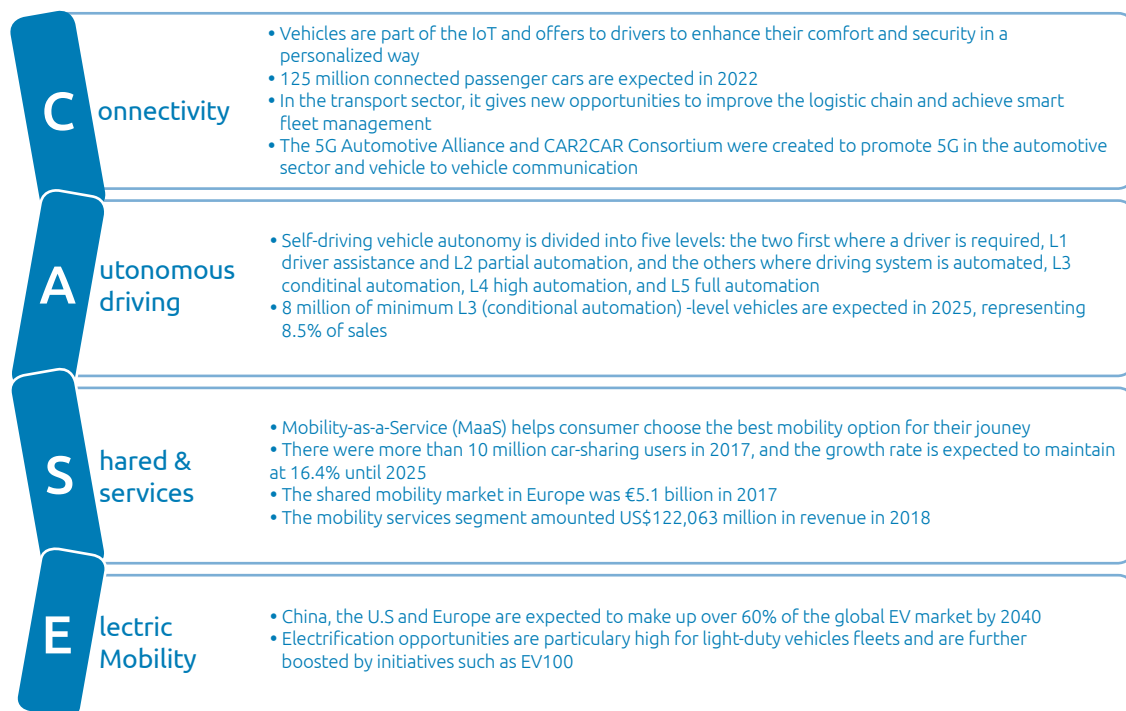 C onnectivity
• Vehicles are part of the IoT and offers to drivers to enhance their comfort and security in a
personalized way
• 125 million connected passenger cars are expected in 2022
• In the transport sector, it gives new opportunities to improve the logistic chain and achieve smart
fleet management
• The 5G Automotive Alliance and CAR2CAR Consortium were created to promote 5G in the automotive
sector and vehicle to vehicle communication
A utonomous
driving
• Self-driving vehicle autonomy is divided into five levels: the two first where a driver is required, L1
driver assistance and L2 partial automation, and the others where driving system is automated, L3
conditinal automation, L4 high automation, and L5 full automation
• 8 million of minimum L3 (conditional automation) -level vehicles are expected in 2025, representing
8.5% of sales
S hared &
services
• Mobility-as-a-Service (MaaS) helps consumer choose the best mobility option for their jouney
• There were more than 10 million car-sharing users in 2017, and the growth rate is expected to maintain
at 16.4% until 2025
• The shared mobility market in Europe was €5.1 billion in 2017
• The mobility services segment amounted US$122,063 million in revenue in 2018
E lectric
Mobility
• China, the U.S and Europe are expected to make up over 60% of the global EV market by 2040
• Electrification opportunities are particulary high for light-duty vehicles fleets and are further
boosted by initiatives such as EV100